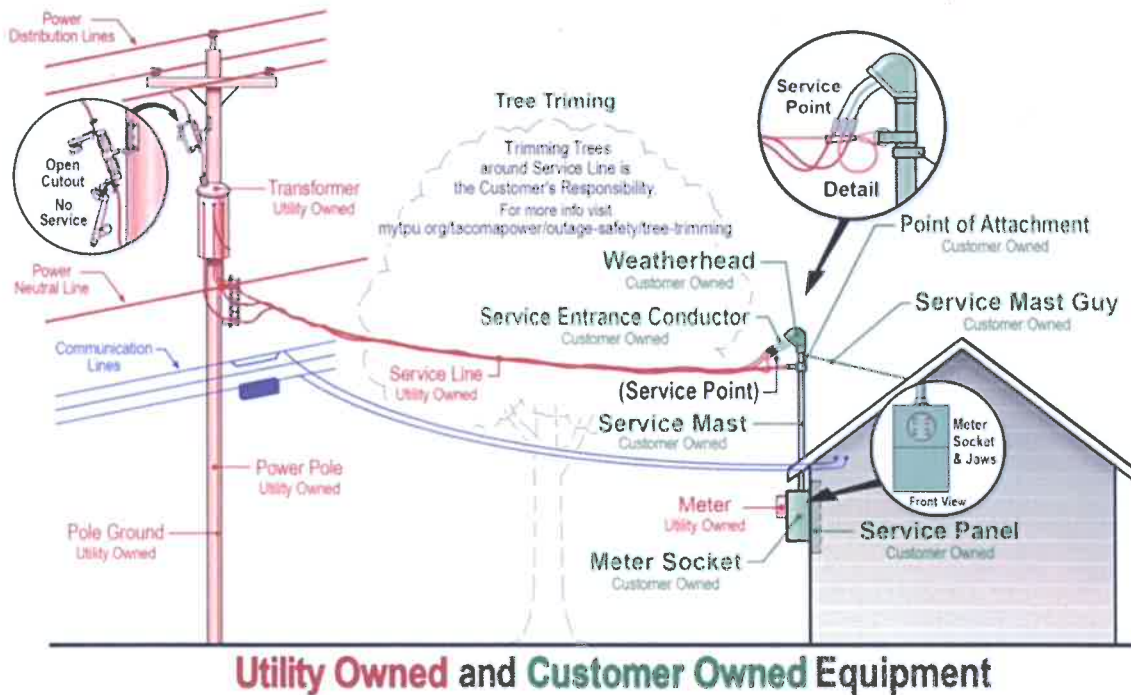 Power
Distribution Lines
Open
Cutout
No
Service
Transformer
Utility Owned
Power
Neutral Line
Communication
Lines
Tree Triming
Trimming Trees
around Service Line is
the Customer's Responsibility.
For more info visit
mytpu.org/tacomapower/outage-safety/tree-trimming
Service
Point
Detail
Point of Attachment
Customer Owned
Weatherhead
Customer Owned
Service Entrance Conductor
Customer Owned
Service Mast Guy
Customer Owned
Service Line
Utility Owned
(Service Point)
Service Mast
Customer Owned
Meter
Socket
& Jaws
Front View
Power Pole
Utility Owned
Meter
Utility Owned
Pole Ground
Utility Owned
Service Panel
Customer Owned
Meter Socket
Customer Owned
Utility Owned and Customer Owned Equipment